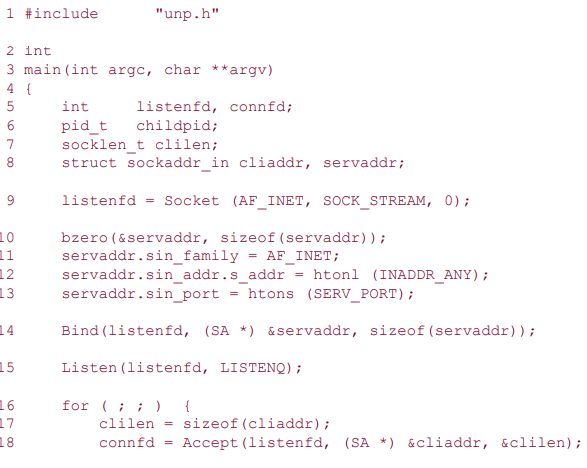 1 #include      "unp.h"
2 int
3 main(int argc, char **argv)
4 {
5     int     listenfd, connfd;
6     pid_t   childpid;
7     socklen_t clilen;
8     struct sockaddr_in cliaddr, servaddr;
9     listenfd = Socket (AF_INET, SOCK_STREAM, 0);
10     bzero(&servaddr, sizeof(servaddr));
11     servaddr.sin_family = AF_INET;
12     servaddr.sin_addr.s_addr = htonl (INADDR_ANY);
13     servaddr.sin_port = htons (SERV_PORT);
14     Bind(listenfd, (SA *) &servaddr, sizeof(servaddr));
15     Listen(listenfd, LISTENQ);
16     for ( ; ; )  {
17         clilen = sizeof(cliaddr);
18         connfd = Accept(listenfd, (SA *) &cliaddr, &clilen);